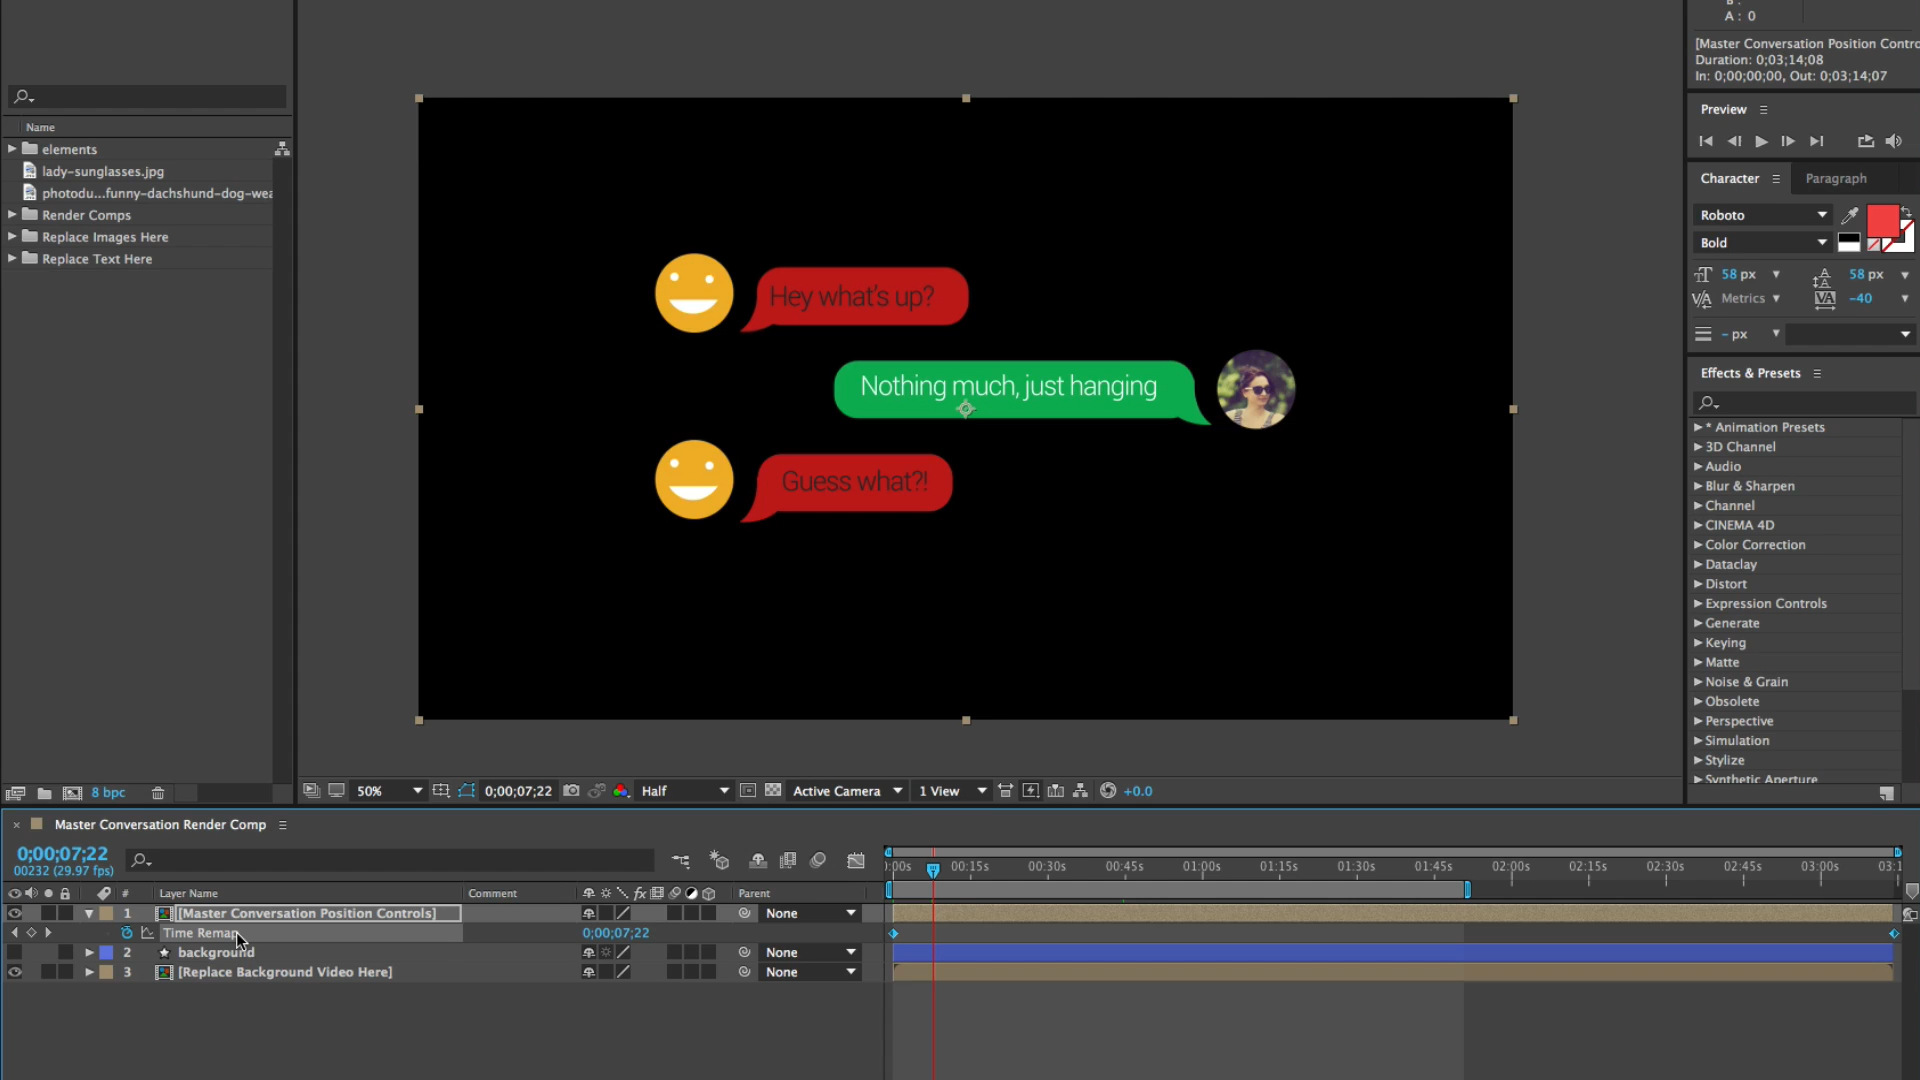 A : 0
[Master Conversation Position Contro
Duration: 0;03;14;08
In: 0;00;00;00, Out: 0;03;14;07
Preview
Name
elements
lady-sunglasses.jpg
photodu...funny-dachshund-dog-wea
Render Comps
Replace Images Here
Replace Text Here
Character
Paragraph
Roboto
Bold
58 px
58 px
Metrics
-40
- px
Effects & Presets
* Animation Presets
3D Channel
Audio
Blur & Sharpen
Channel
CINEMA 4D
Color Correction
Dataclay
Distort
Expression Controls
Generate
Keying
Matte
Noise & Grain
Obsolete
Perspective
Simulation
Stylize
Synthetic Aperture
Hey what's up?
Nothing much, just hanging
Guess what?!
8 bpc
50%
0;00;07;22
Half
Active Camera
1 View
+0.0
Master Conversation Render Comp
0;00;07;22
00232 (29.97 fps)
):00s 00:15s 00:30s 00:45s 01:00s 01:15s 01:30s 01:45s 02:00s 02:15s 02:30s 02:45s 03:00s 03:1
# Layer Name Comment fx Parent
1 [Master Conversation Position Controls] None
Time Remap 0;00;07;22
2 background None
3 [Replace Background Video Here] None